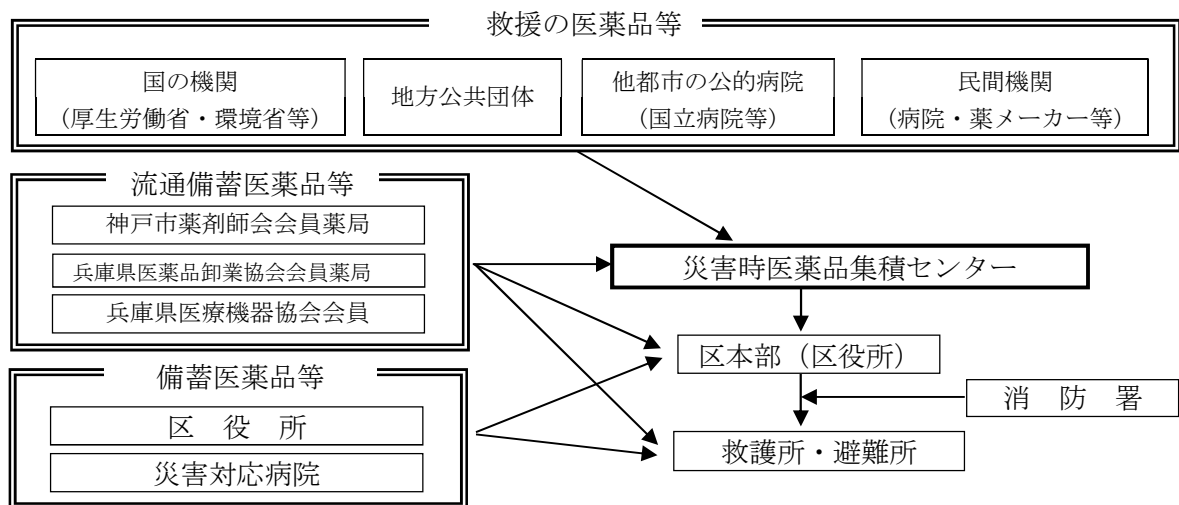 救援の医薬品等
国の機関
(厚生労働省・環境省等)
地方公共団体
他都市の公的病院
(国立病院等)
民間機関
(病院・薬メーカー等)
流通備蓄医薬品等
神戸市薬剤師会会員薬局
兵庫県医薬品卸業協会会員薬局
兵庫県医療機器協会会員
災害時医薬品集積センター
区本部（区役所）
備蓄医薬品等
区　役　所
災害対応病院
消　防　署
救護所・避難所